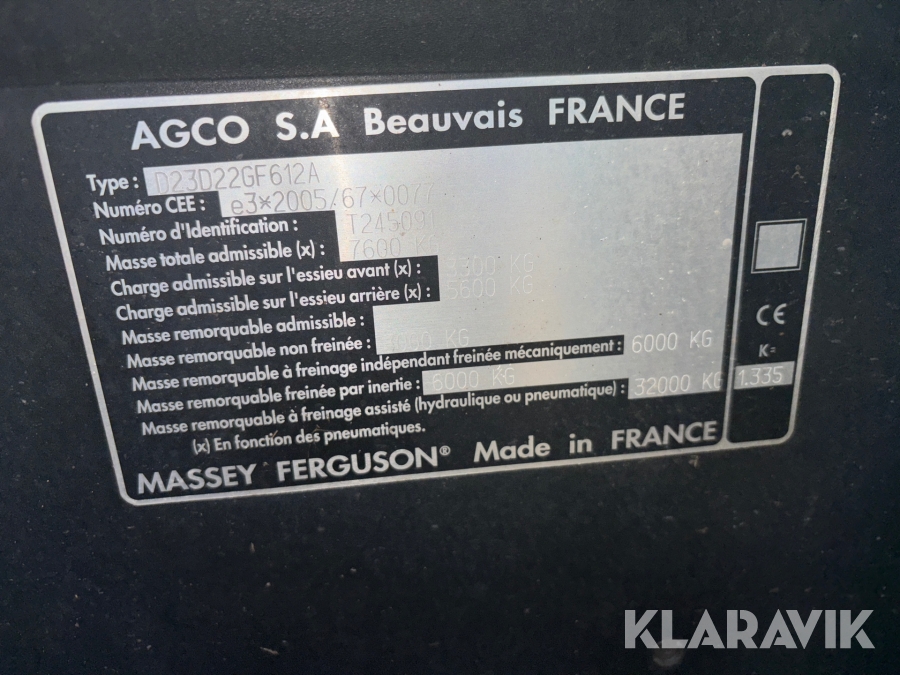 AGCO S.A Beauvais FRANCE
Type : D23D22GF612A
Numéro CEE : e3*2005/67*0077
Numéro d'Identification : T245091
Masse totale admissible (x) : 7600 KG
Charge admissible sur l'essieu avant (x) : 3300 KG
Charge admissible sur l'essieu arrière (x) : 5600 KG
Masse remorquable admissible :
Masse remorquable non freinée : KG
Masse remorquable à freinage indépendant freinée mécaniquement : 6000 KG
Masse remorquable freinée par inertie : 6000 KG
Masse remorquable à freinage assisté (hydraulique ou pneumatique) : 32000 KG
(x) En fonction des pneumatiques.
MASSEY FERGUSON® Made in FRANCE
CE
K=
1.335
KLARAVIK